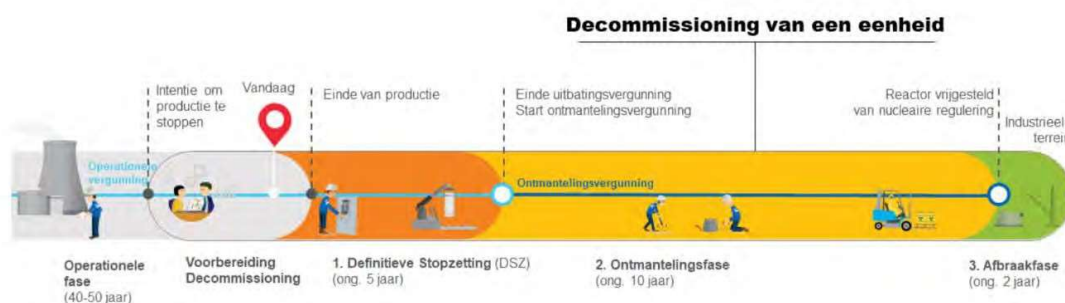 Decommissioning van een eenheid
Intentie om
productie te
stoppen
Vandaag
Einde van productie
Einde uitbatingsvergunning
Start ontmantelingsvergunning
Reactor vrijgesteld
van nucleaire regulering
Industrieel
terrein
Operationele
vergunning
Ontmantelingsvergunning
Operationele
fase
(40-50 jaar)
Voorbereiding
Decommissioning
1. Definitieve Stopzetting (DSZ)
(ong. 5 jaar)
2. Ontmantelingsfase
(ong. 10 jaar)
3. Afbraakfase
(ong. 2 jaar)